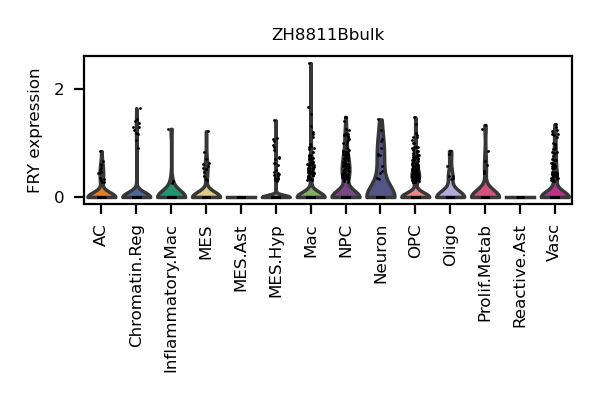 ZH8811Bbulk
FRY expression
2
0
AC
Chromatin.Reg
Inflammatory.Mac
MES
MES.Ast
MES.Hyp
Mac
NPC
Neuron
OPC
Oligo
Prolif.Metab
Reactive.Ast
Vasc